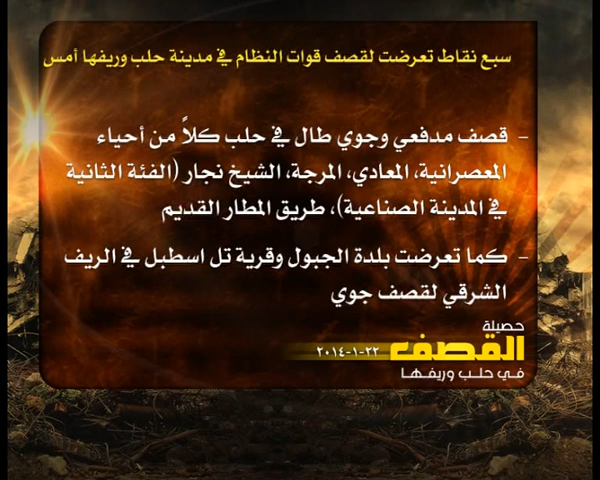 سبع نقاط تعرضت لقصف قوات النظام في مدينة حلب وريفها أمس
- قصف مدفعي وجوي طال في حلب كلاً من أحياء
المعصرانية، المعادي، المرجة، الشيخ نجار (الفئة الثانية
في المدينة الصناعية)، طريق المطار القديم
- كما تعرضت بلدة الجبول وقرية تل اسطبل في الريف
الشرقي لقصف جوي
حصيلة
القصف ٢٢-١-٢٠١٤
في حلب وريفها